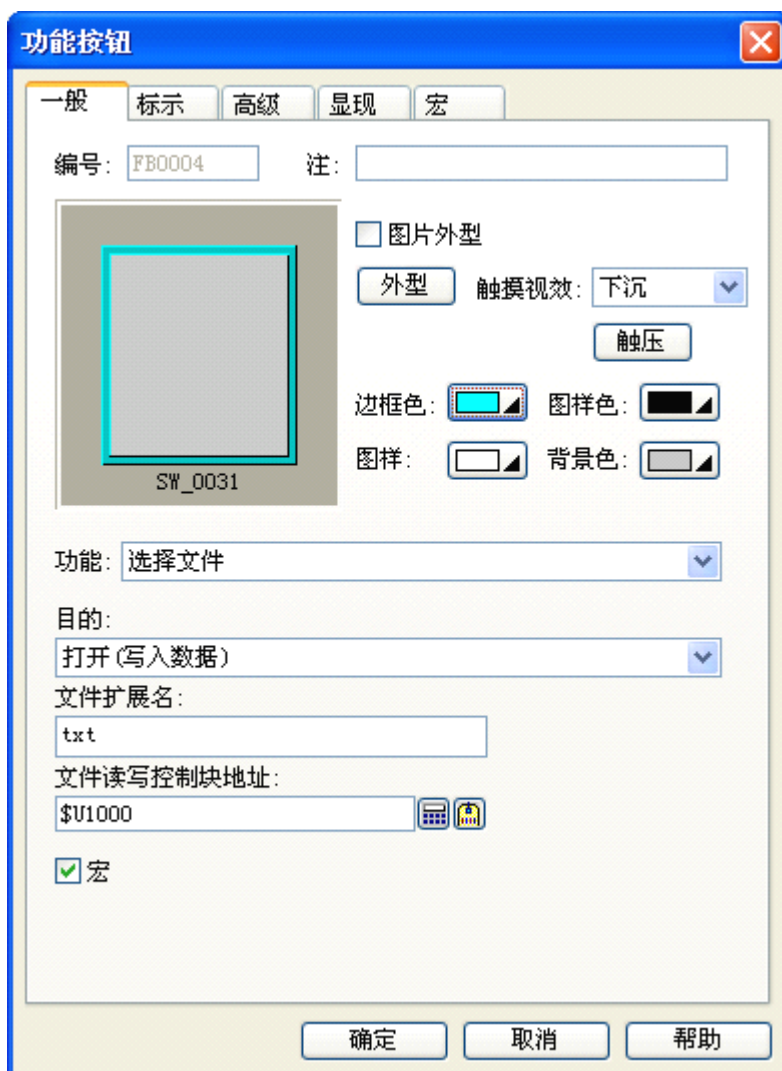 功能按钮
一般 标示 高级 显现 宏
编号: FB0004 注:
图片外型
外型 触摸视效: 下沉
触压
边框色: 图样色:
图样: 背景色:
SW_0031
功能: 选择文件
目的:
打开(写入数据)
文件扩展名:
txt
文件读写控制块地址:
$U1000
宏
确定 取消 帮助